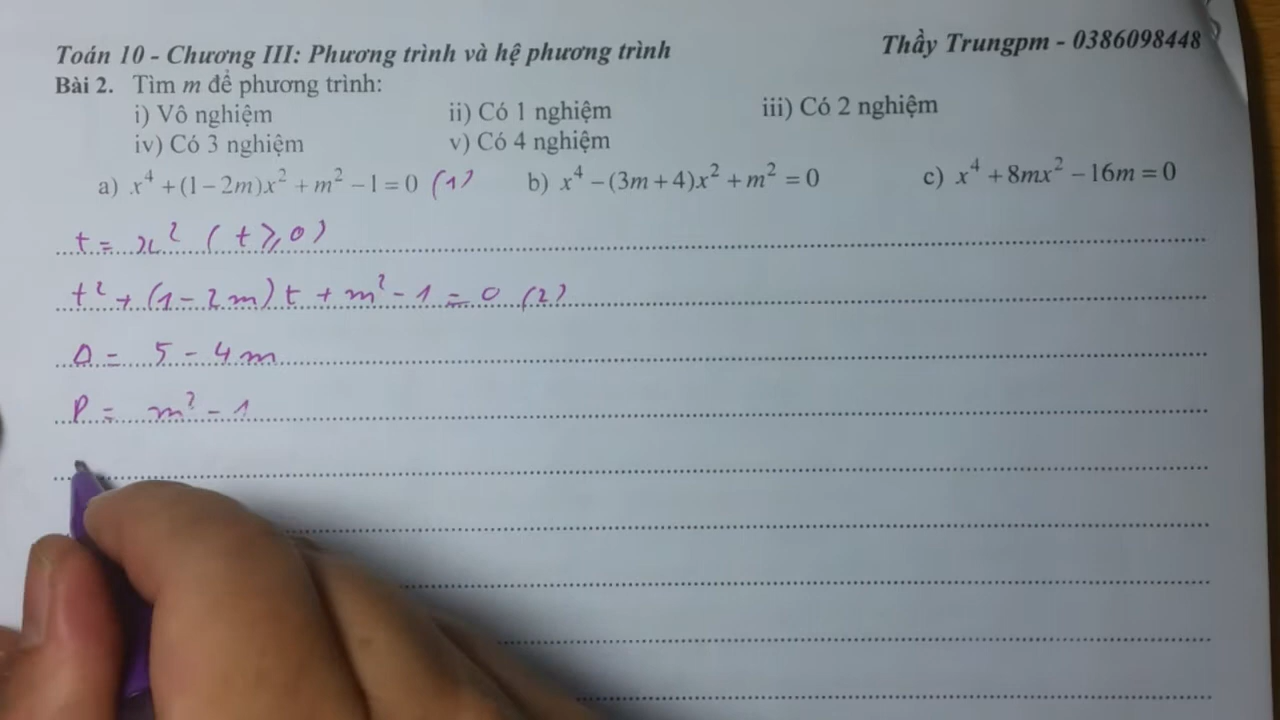 Toán 10 - Chương III: Phương trình và hệ phương trình Thầy Trungpm - 0386098448
Bài 2. Tìm m để phương trình:
i) Vô nghiệm ii) Có 1 nghiệm iii) Có 2 nghiệm
iv) Có 3 nghiệm v) Có 4 nghiệm
a) x⁴ + (1 − 2m)x² + m² − 1 = 0 (1) b) x⁴ − (3m + 4)x² + m² = 0 c) x⁴ + 8mx² − 16m = 0
t = x² ( t ⩾ 0 )
t² + (1 − 2m) t + m² − 1 = 0 (2)
Δ = 5 − 4m
P = m² − 1